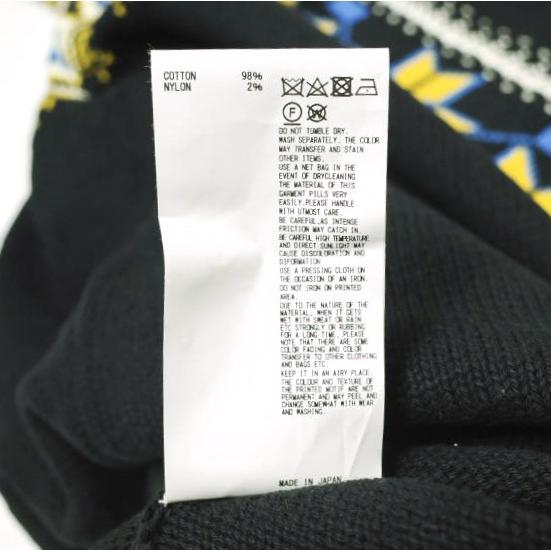 COTTON 98%
NYLON 2%
F W
DO NOT TUMBLE DRY.
WASH SEPARATELY. THE COLOR
MAY TRANSFER AND STAIN
OTHER ITEMS.
USE A NET BAG IN THE
EVENT OF DRYCLEANING
THE MATERIAL OF THIS
GARMENT PILLS VERY
EASILY.PLEASE HANDLE
WITH UTMOST CARE.
BE CAREFUL.AS INTENSE
FRICTION MAY CATCH IN.
BE CAREFUL HIGH TEMPERATURE
AND DIRECT SUNLIGHT MAY
CAUSE DISCOLORATION AND
DIFORMATION
USE A PRESSING CLOTH ON
THE OCCASION OF AN IRON.
DO NOT IRON ON PRINTED
AREA.
DUE TO THE NATURE OF THE
MATERIAL, WHEN IT GETS
WET WITH SWEAT OR RAIN
ETC STRONGLY OR RUBBING
FOR A LONG TIME, PLEASE
NOTE THAT THERE ARE SOME
COLOR FADING AND COLOR
TRANSFER TO OTHER CLOTHING
AND BAGS ETC.
KEEP IT IN AN AIRY PLACE.
THE COLOUR AND TEXTURE OF
THE PRINTED MOTIF ARE NOT
PERMANENT AND MAY PEEL AND
CHANGE SOMEWHAT WITH WEAR
AND WASHING.
MADE IN JAPAN